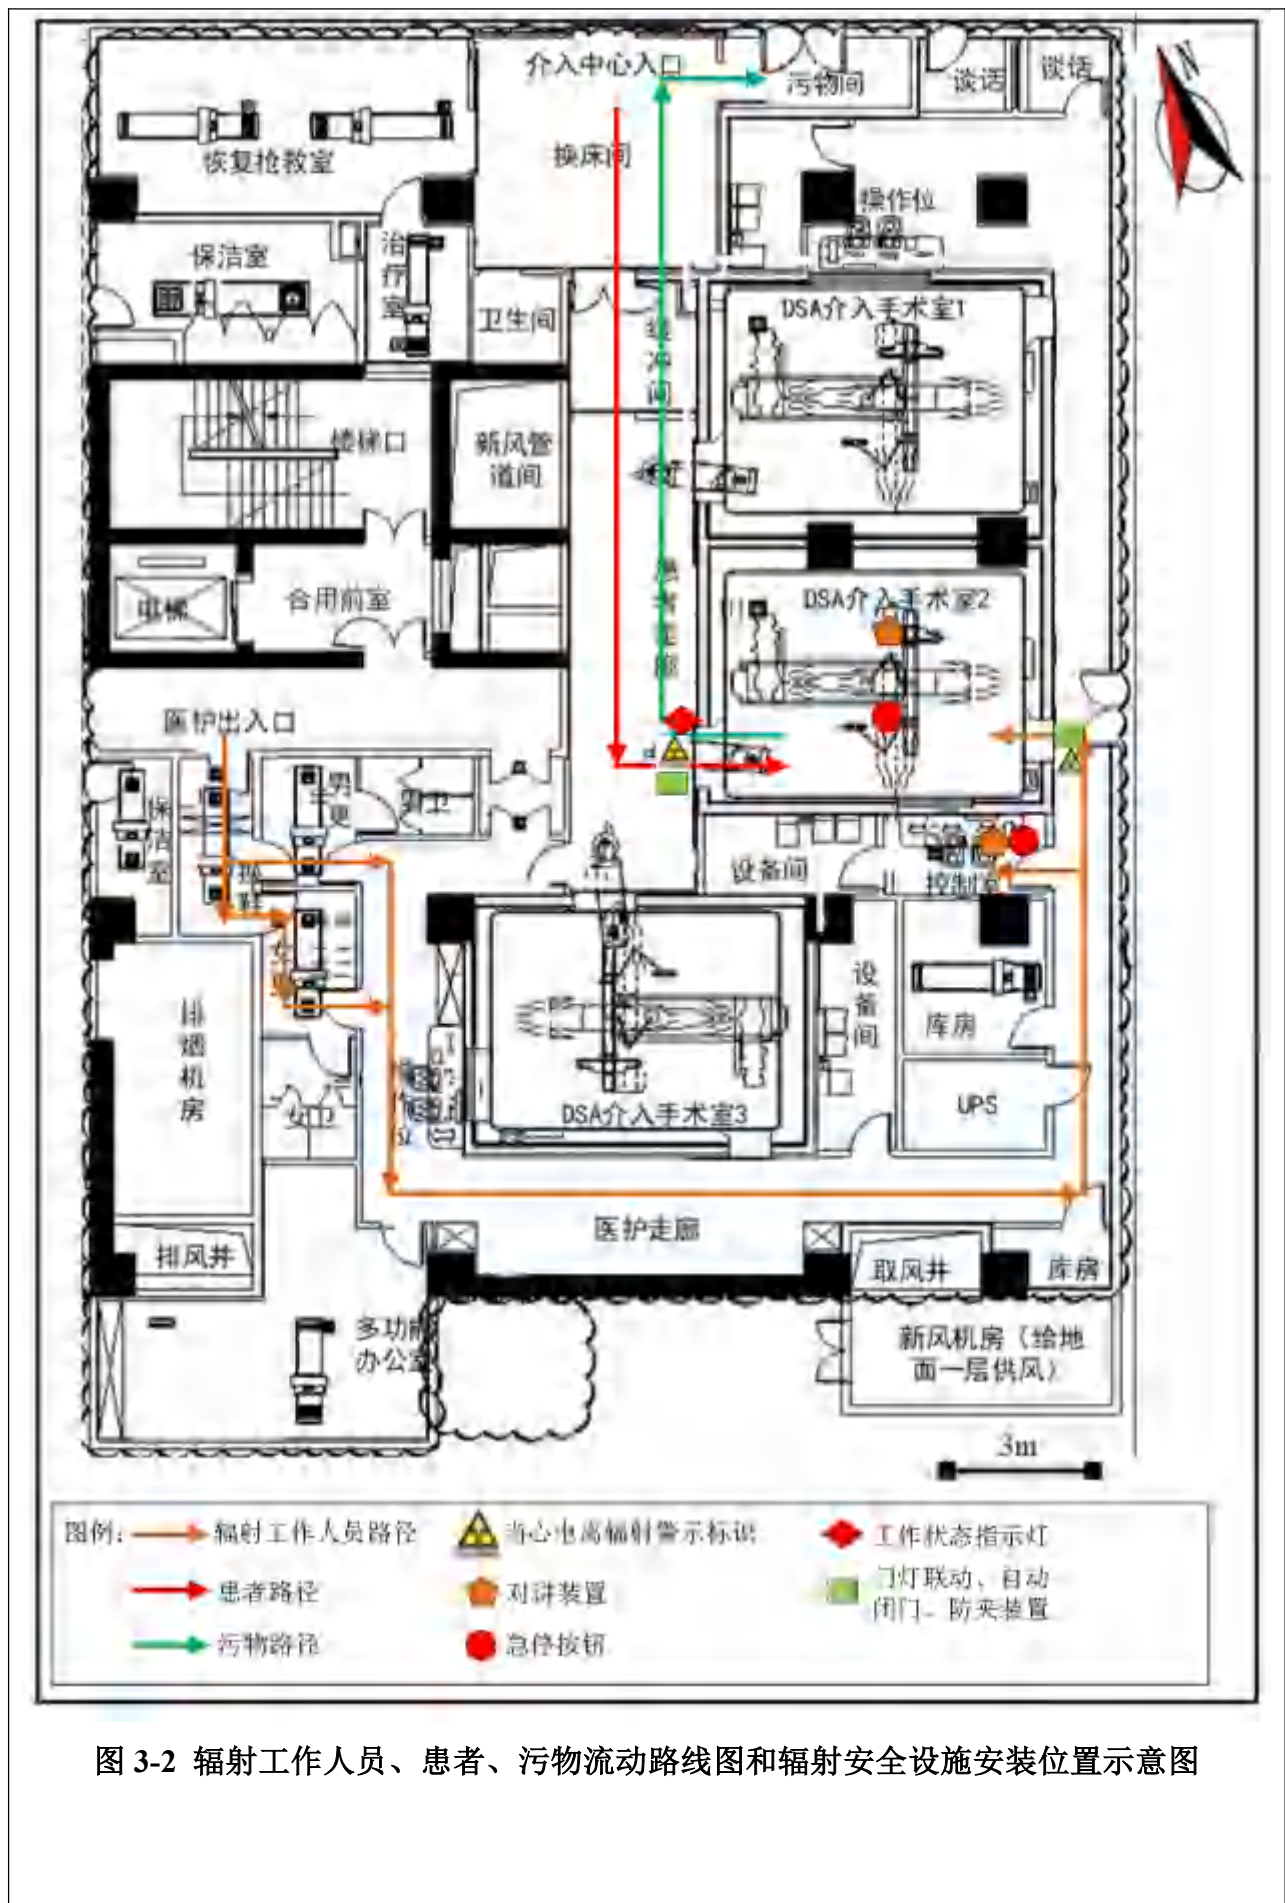 介入中心入口
污物间
谈话
谈话
恢复抢救室
换床间
操作位
保洁室
治疗室
卫生间
DSA介入手术室1
缓冲间
楼梯口
新风管
道间
电梯
合用前室
DSA介入手术室2
医护出入口
保洁室
男更
男卫
设备间
控制室
设备间
库房
排烟机房
DSA介入手术室3
UPS
女卫
医护走廊
排风井
取风井
库房
多功能
办公室
新风机房（给地
面一层供风）
3m
图例：
辐射工作人员路径
当心电离辐射警示标识
工作状态指示灯
患者路径
对讲装置
门灯联动、自动
闭门、防夹装置
污物路径
急停按钮
图 3-2 辐射工作人员、患者、污物流动路线图和辐射安全设施安装位置示意图